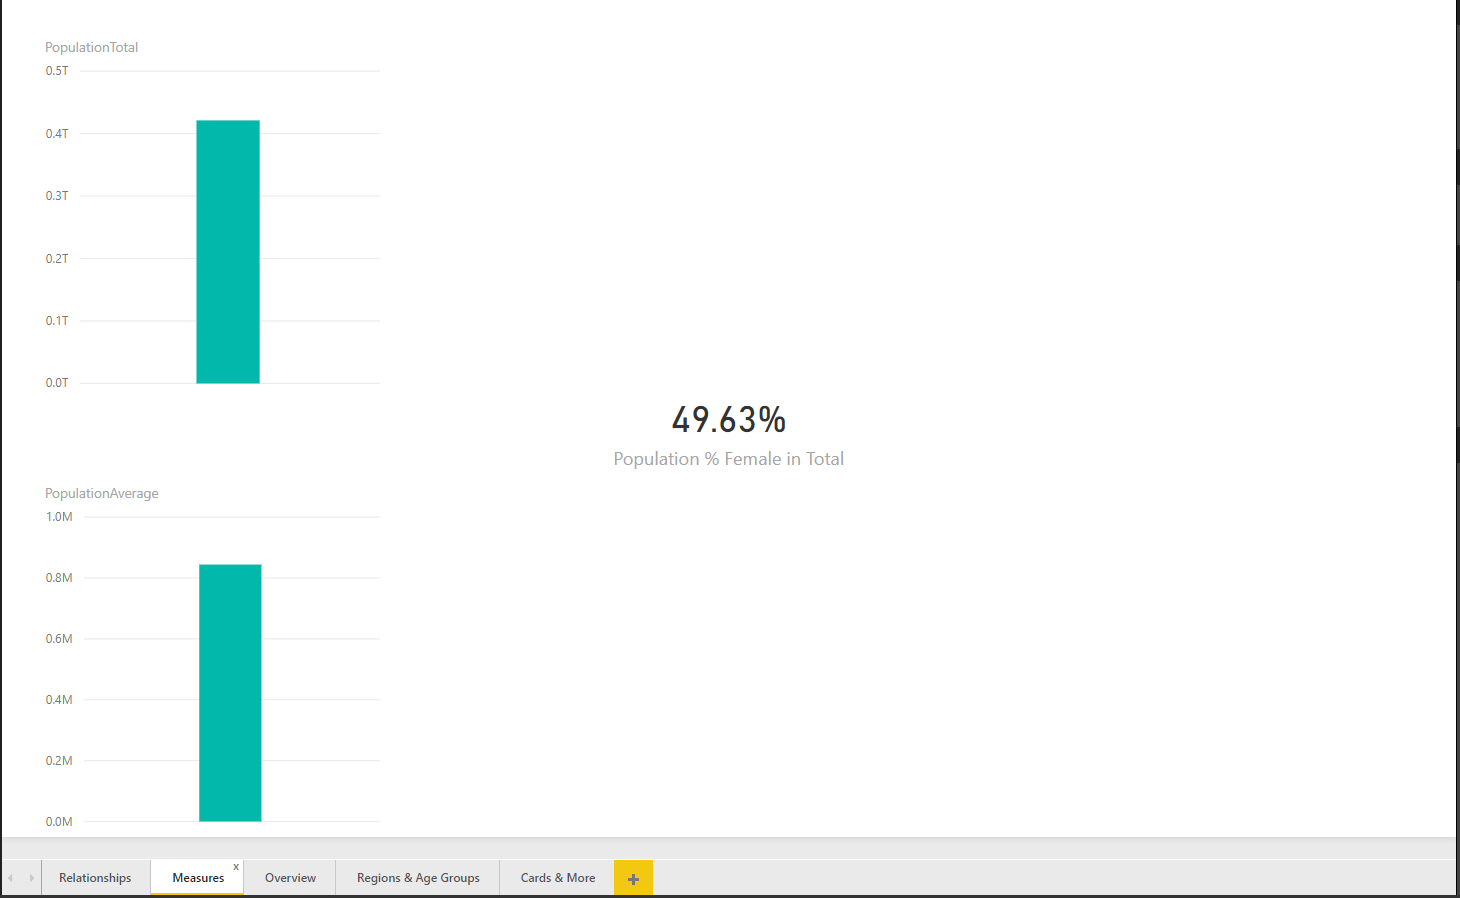 PopulationTotal
0.5T
0.4T
0.3T
0.2T
0.1T
0.0T
49.63%
Population % Female in Total
PopulationAverage
1.0M
0.8M
0.6M
0.4M
0.2M
0.0M
Relationships
Measures
x
Overview
Regions & Age Groups
Cards & More
+